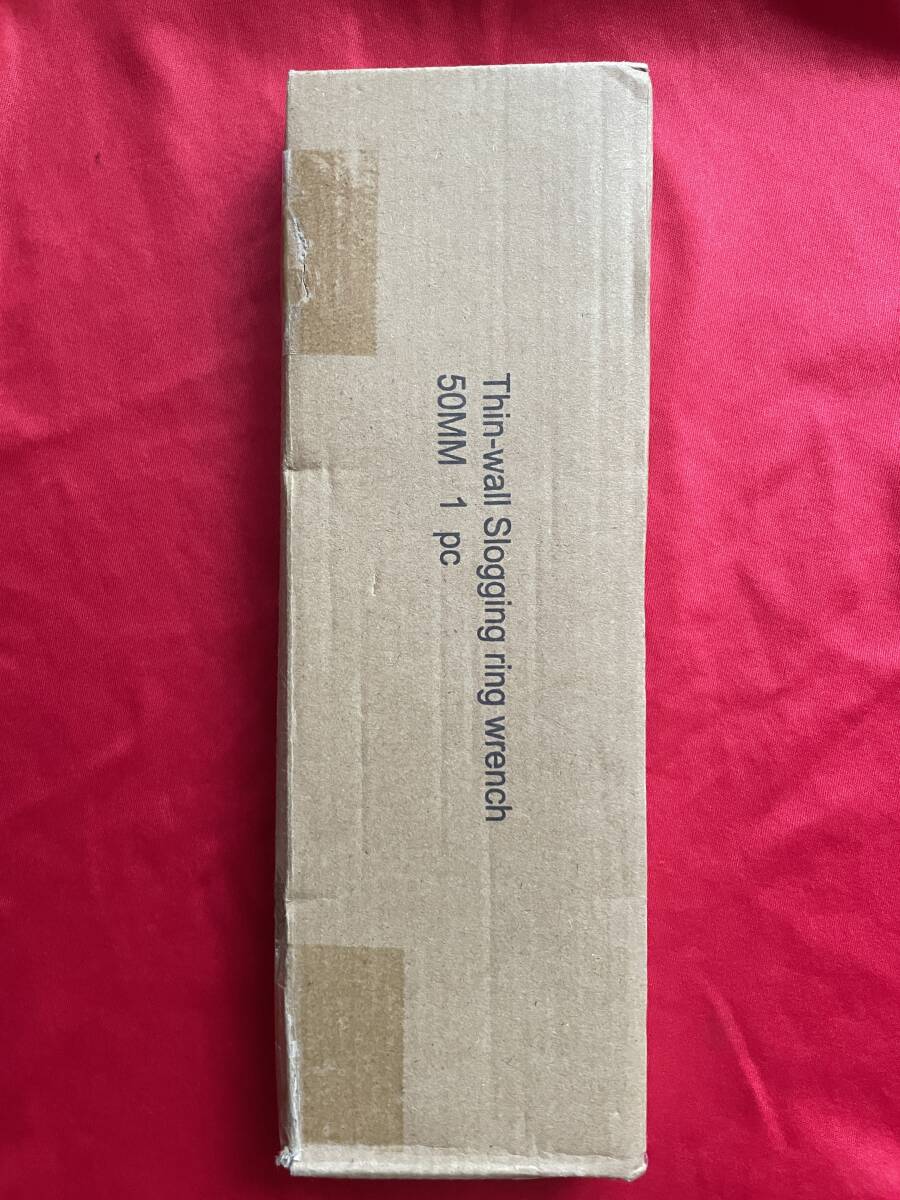 Thin-wall Slogging ring wrench
50MM 1 pc